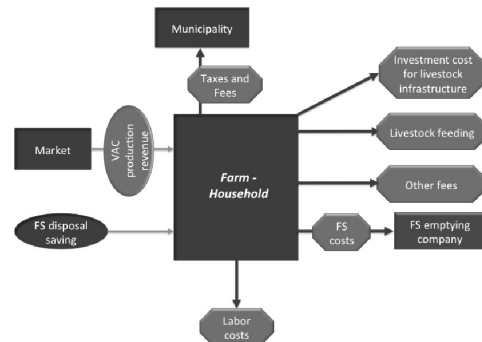 Municipality
Taxes and
Fees
Investment cost
for livestock
infrastructure
Market
VAC
production
revenue
Livestock feeding
Farm -
Household
Other fees
FS disposal
saving
FS
costs
FS emptying
company
Labor
costs